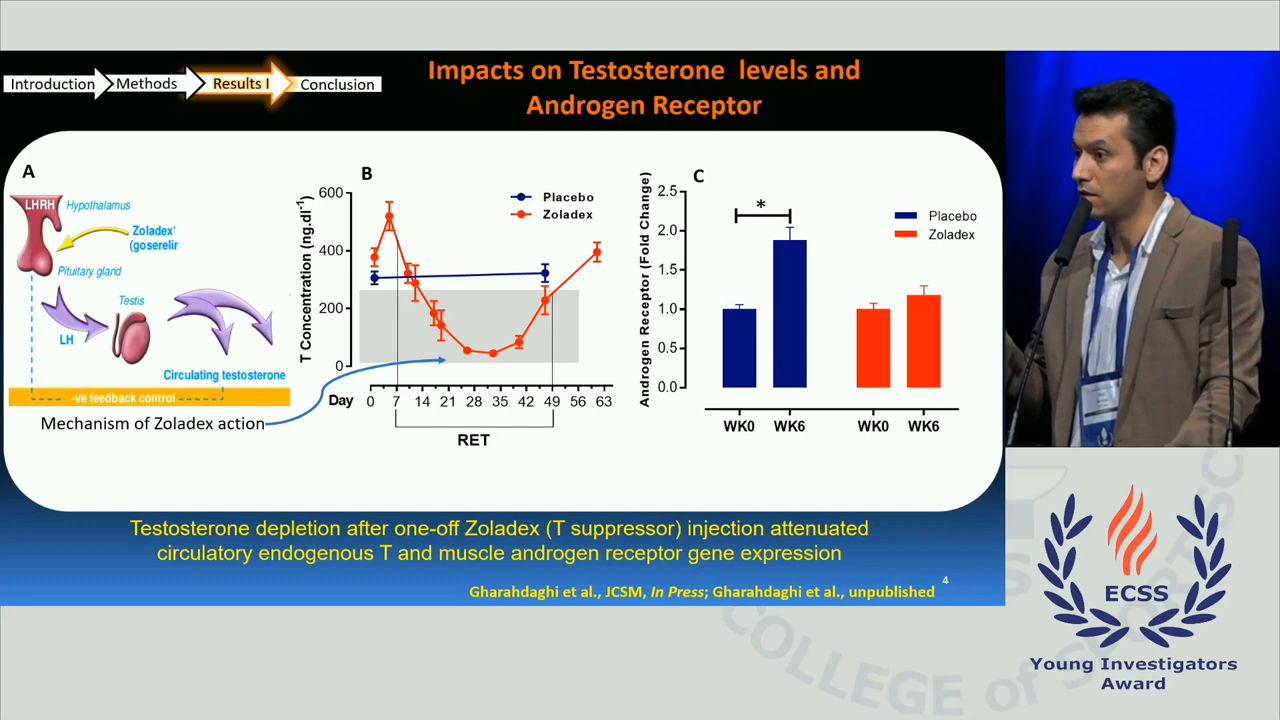 Introduction
Methods
Results I
Conclusion
Impacts on Testosterone levels and
Androgen Receptor
A
LHRH
Hypothalamus
Zoladex'
(goserelir
Pituitary gland
Testis
LH
Circulating testosterone
-ve feedback control
Mechanism of Zoladex action
B
T Concentration (ng.dl-1)
600
400
200
0
Placebo
Zoladex
Day 0 7 14 21 28 35 42 49 56 63
RET
C
Androgen Receptor (Fold Change)
2.5
2.0
1.5
1.0
0.5
0.0
*
Placebo
Zoladex
WK0 WK6 WK0 WK6
Testosterone depletion after one-off Zoladex (T suppressor) injection attenuated
circulatory endogenous T and muscle androgen receptor gene expression
Gharahdaghi et al., JCSM, In Press; Gharahdaghi et al., unpublished
4
ECSS
Young Investigators
Award
COLLEGE of SPORT SC